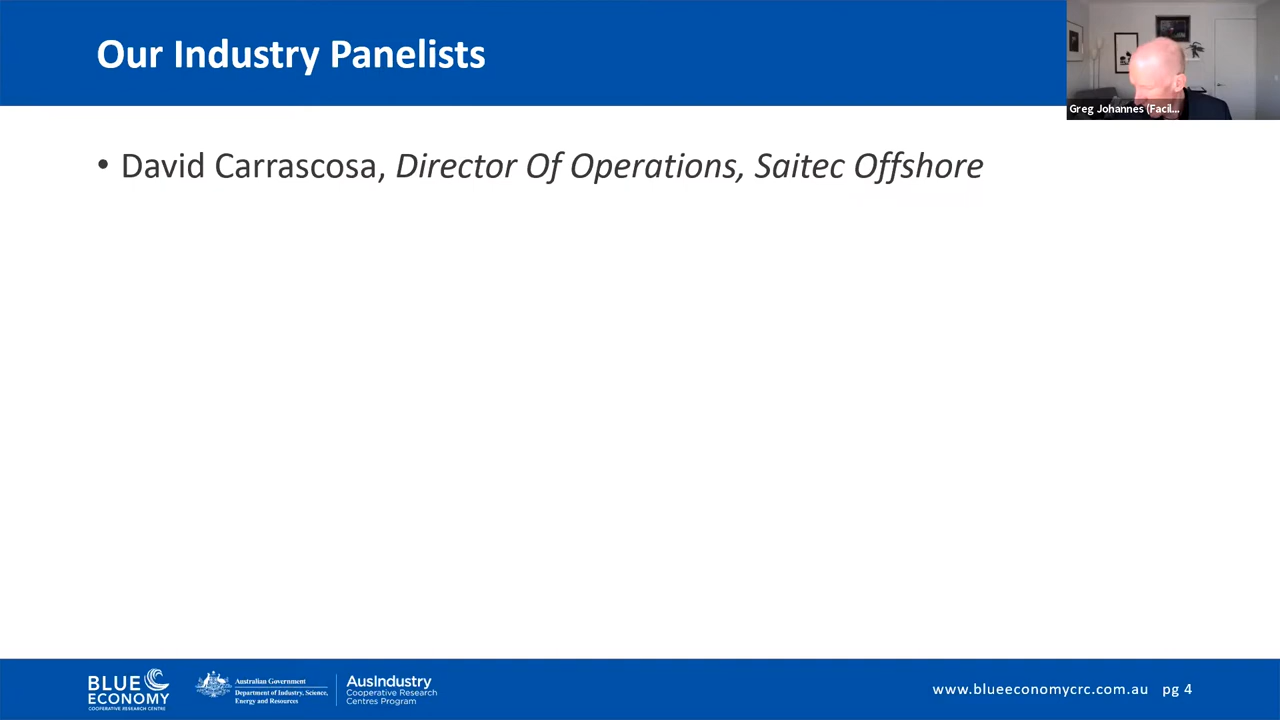 Our Industry Panelists
Greg Johannes (Facil...
• David Carrascosa, Director Of Operations, Saitec Offshore
BLUE
ECONOMY
COOPERATIVE RESEARCH CENTRE
Australian Government
Department of Industry, Science,
Energy and Resources
AusIndustry
Cooperative Research
Centres Program
www.blueeconomycrc.com.au pg 4